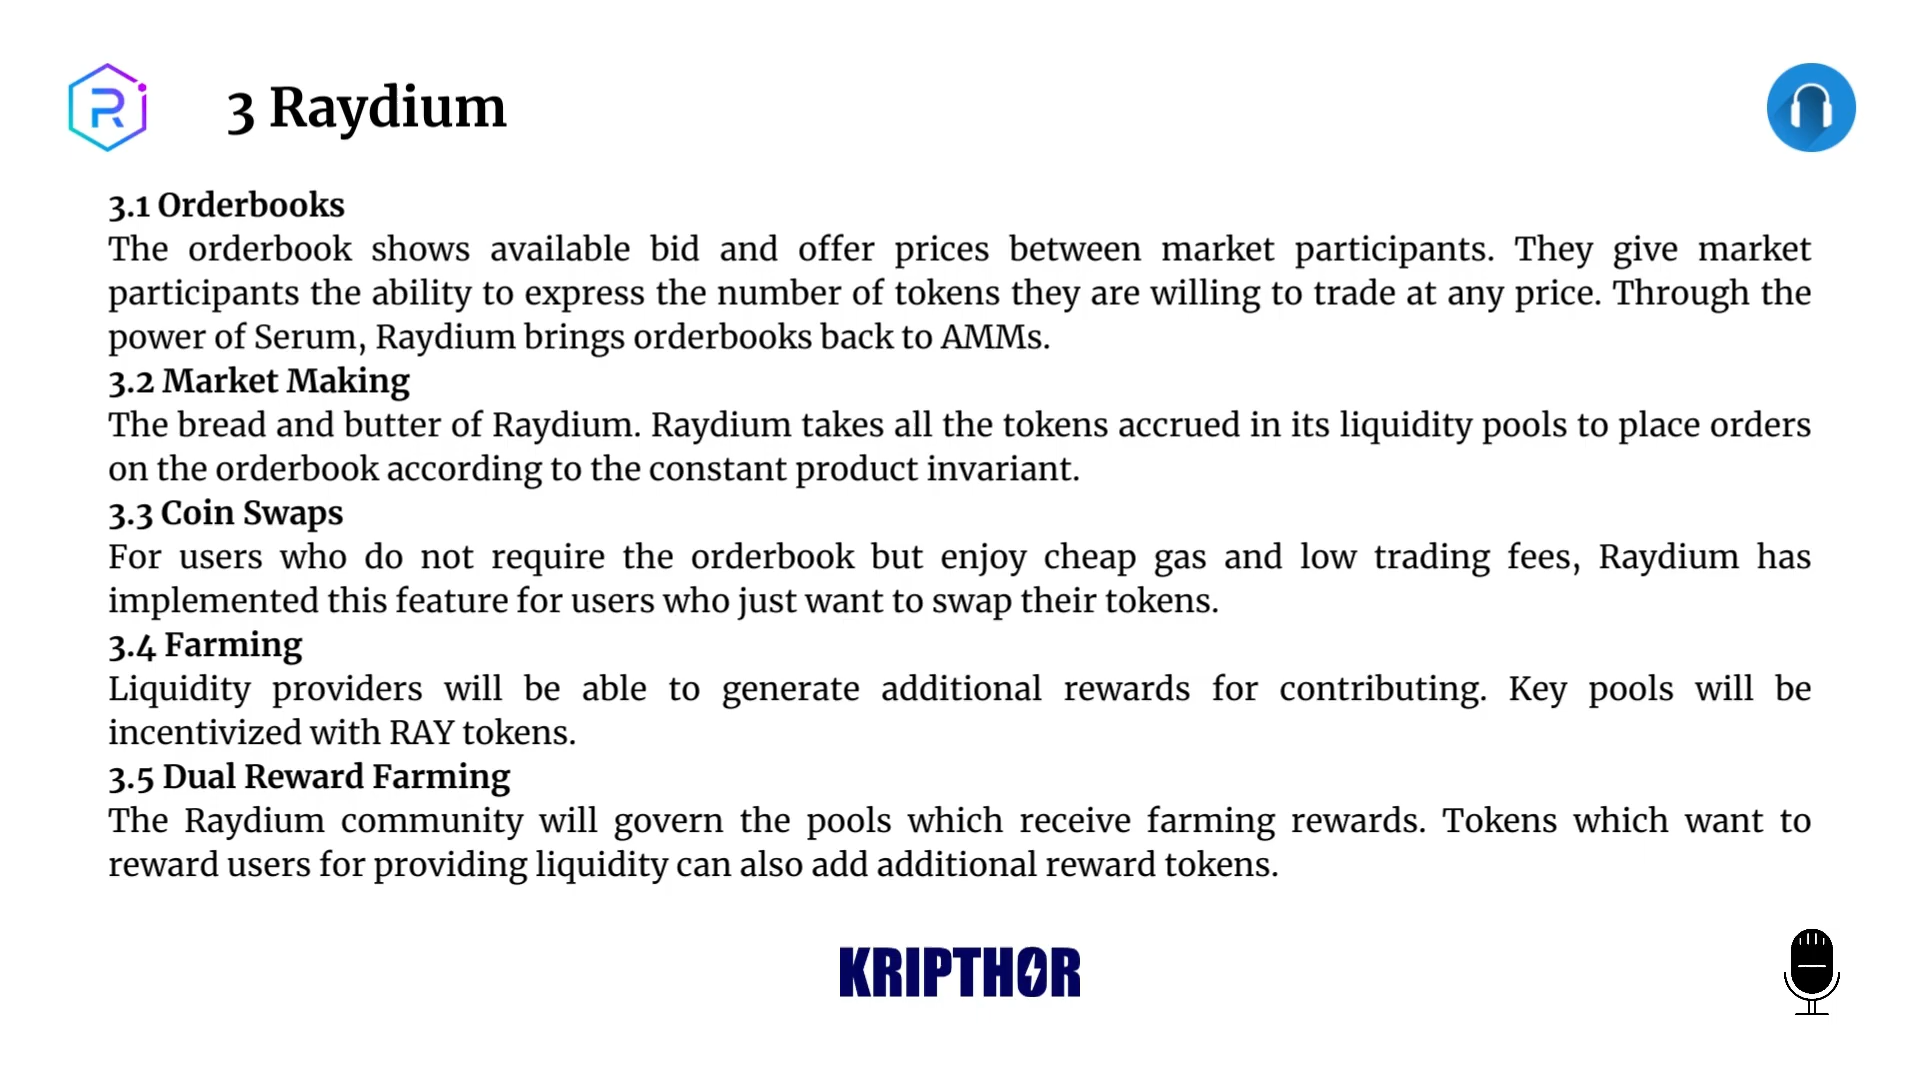 3 Raydium
3.1 Orderbooks
The orderbook shows available bid and offer prices between market participants. They give market
participants the ability to express the number of tokens they are willing to trade at any price. Through the
power of Serum, Raydium brings orderbooks back to AMMs.
3.2 Market Making
The bread and butter of Raydium. Raydium takes all the tokens accrued in its liquidity pools to place orders
on the orderbook according to the constant product invariant.
3.3 Coin Swaps
For users who do not require the orderbook but enjoy cheap gas and low trading fees, Raydium has
implemented this feature for users who just want to swap their tokens.
3.4 Farming
Liquidity providers will be able to generate additional rewards for contributing. Key pools will be
incentivized with RAY tokens.
3.5 Dual Reward Farming
The Raydium community will govern the pools which receive farming rewards. Tokens which want to
reward users for providing liquidity can also add additional reward tokens.
KRIPTHOR